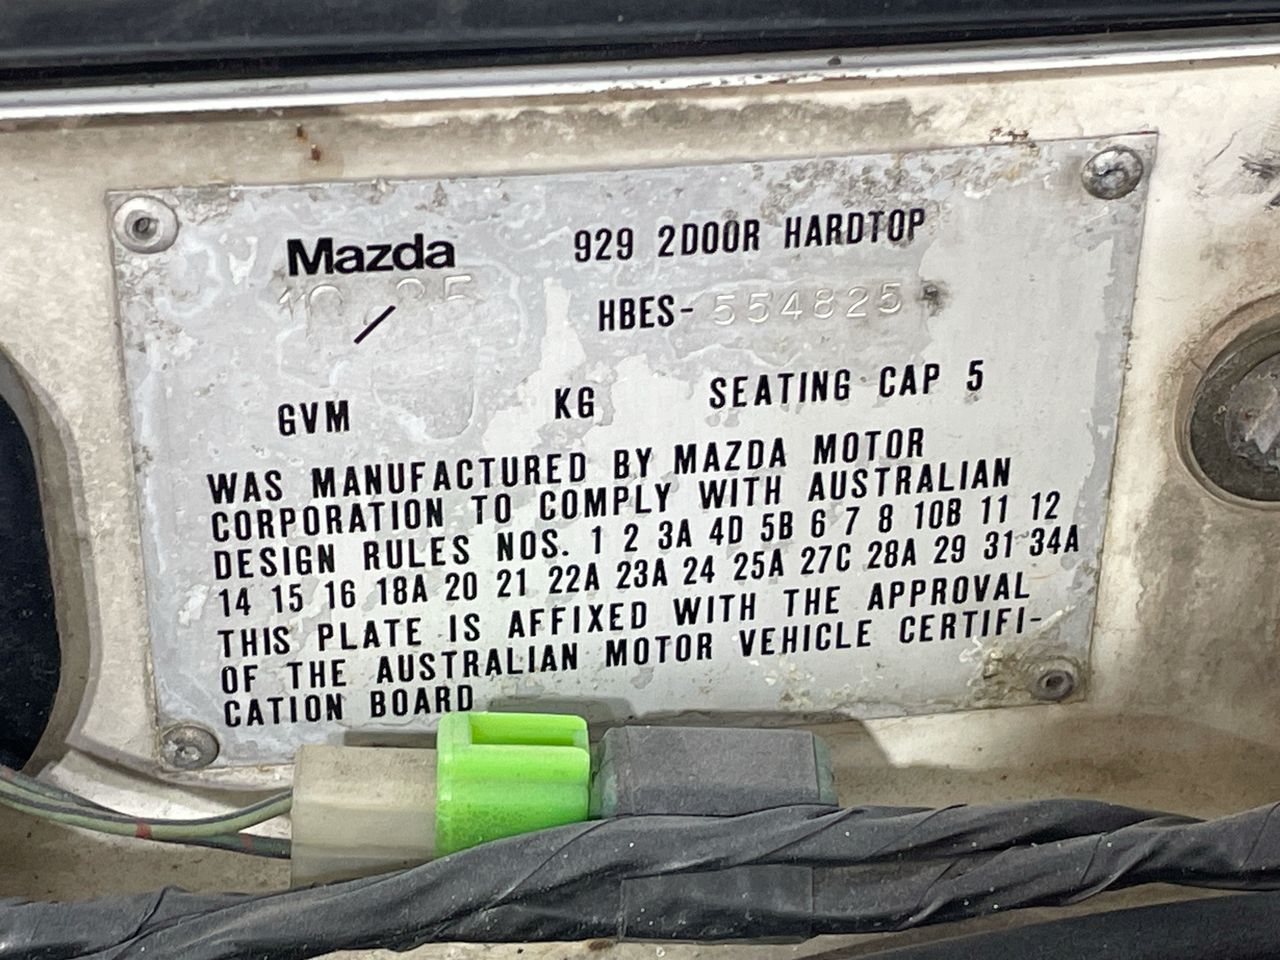 Mazda 929 2DOOR HARDTOP
/ HBES- 554825
GVM KG SEATING CAP 5
WAS MANUFACTURED BY MAZDA MOTOR
CORPORATION TO COMPLY WITH AUSTRALIAN
DESIGN RULES NOS. 1 2 3A 4D 5B 6 7 8 10B 11 12
14 15 16 18A 20 21 22A 23A 24 25A 27C 28A 29 31 34A
THIS PLATE IS AFFIXED WITH THE APPROVAL
OF THE AUSTRALIAN MOTOR VEHICLE CERTIFI-
CATION BOARD